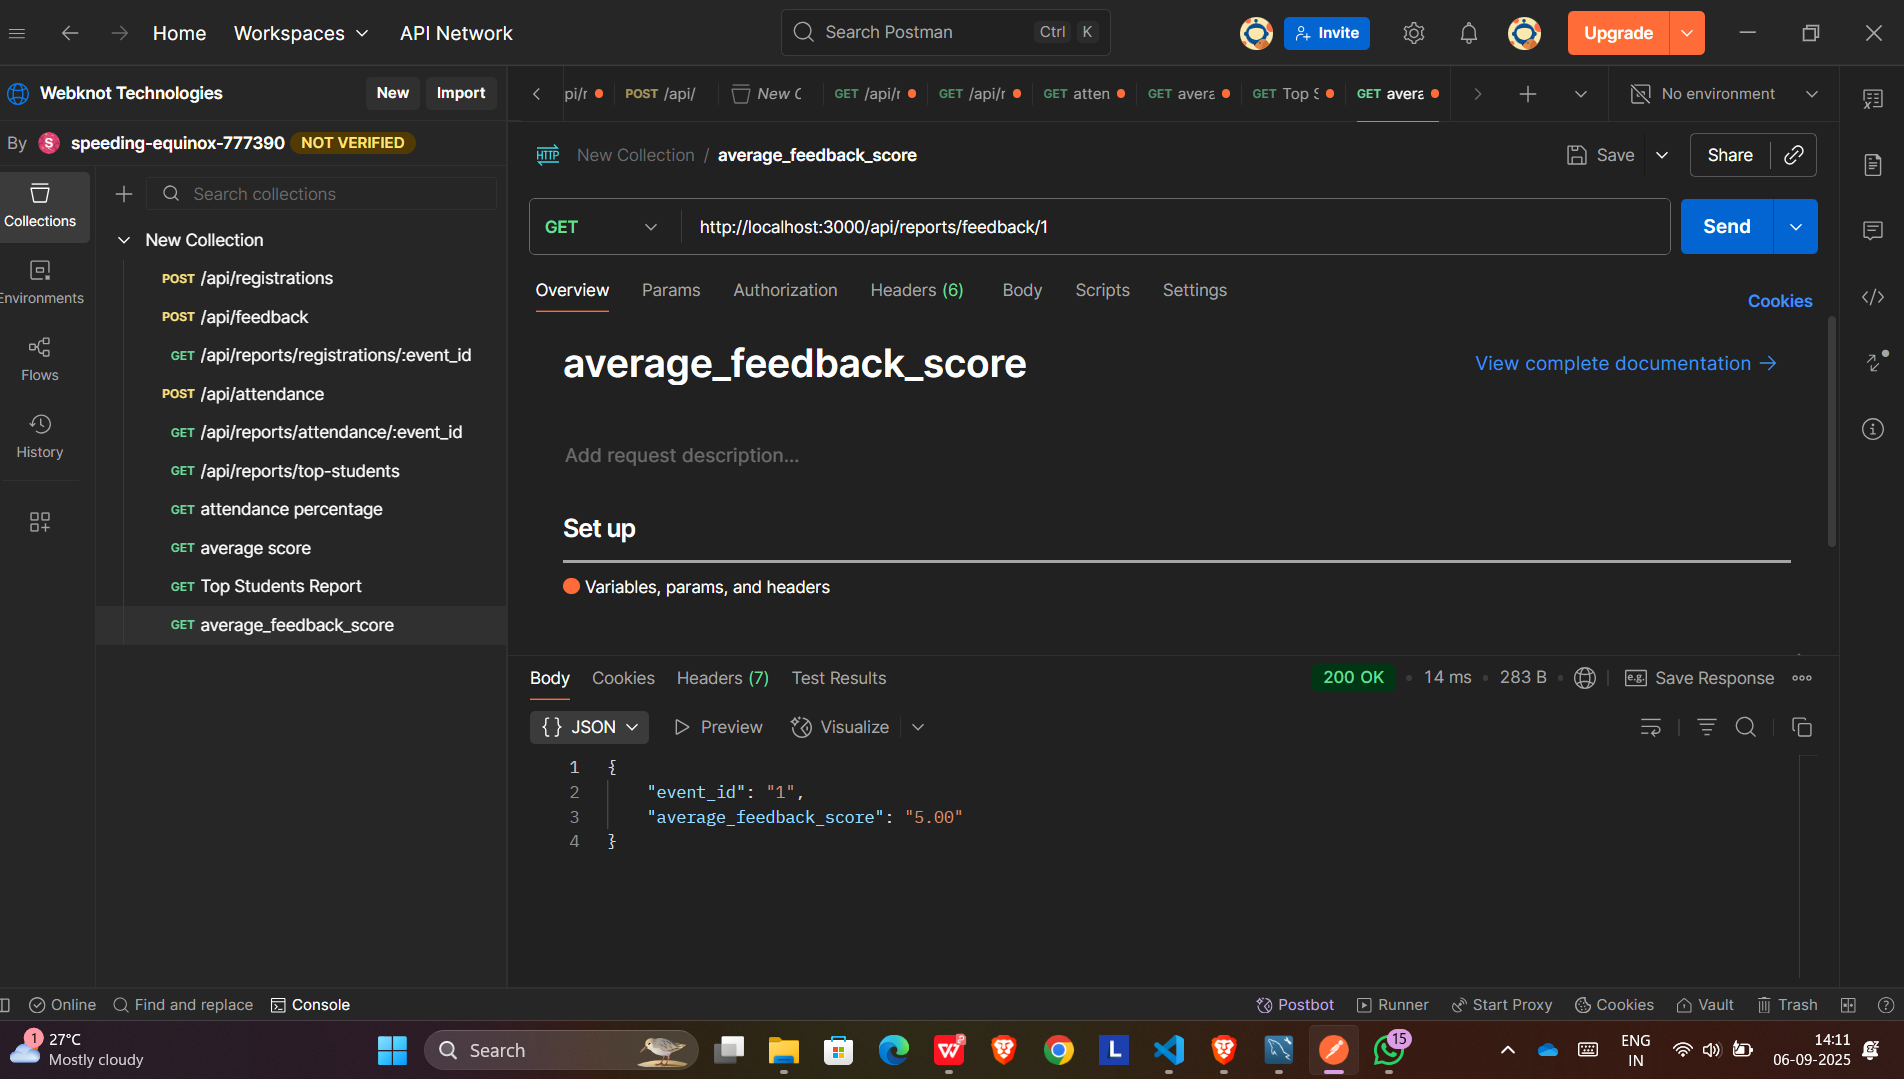 Home Workspaces API Network Search Postman Ctrl K Invite Upgrade
Webknot Technologies New Import
POST /api/ New C GET /api/r GET /api/r GET atten GET avera GET Top S GET avera No environment
By S speeding-equinox-777390 NOT VERIFIED
HTTP New Collection / average_feedback_score Save Share
Collections
Search collections
GET http://localhost:3000/api/reports/feedback/1 Send
New Collection
POST /api/registrations
POST /api/feedback
GET /api/reports/registrations/:event_id
POST /api/attendance
GET /api/reports/attendance/:event_id
GET /api/reports/top-students
GET attendance percentage
GET average score
GET Top Students Report
GET average_feedback_score
Environments
Flows
History
Overview Params Authorization Headers (6) Body Scripts Settings Cookies
average_feedback_score View complete documentation →
Add request description...
Set up
Variables, params, and headers
Body Cookies Headers (7) Test Results 200 OK • 14 ms • 283 B • e.g. Save Response
{} JSON Preview Visualize
1 {
2 "event_id": "1",
3 "average_feedback_score": "5.00"
4 }
Online Find and replace Console Postbot Runner Start Proxy Cookies Vault Trash
1 27°C
Mostly cloudy
Search
L
15
ENG
IN
14:11
06-09-2025